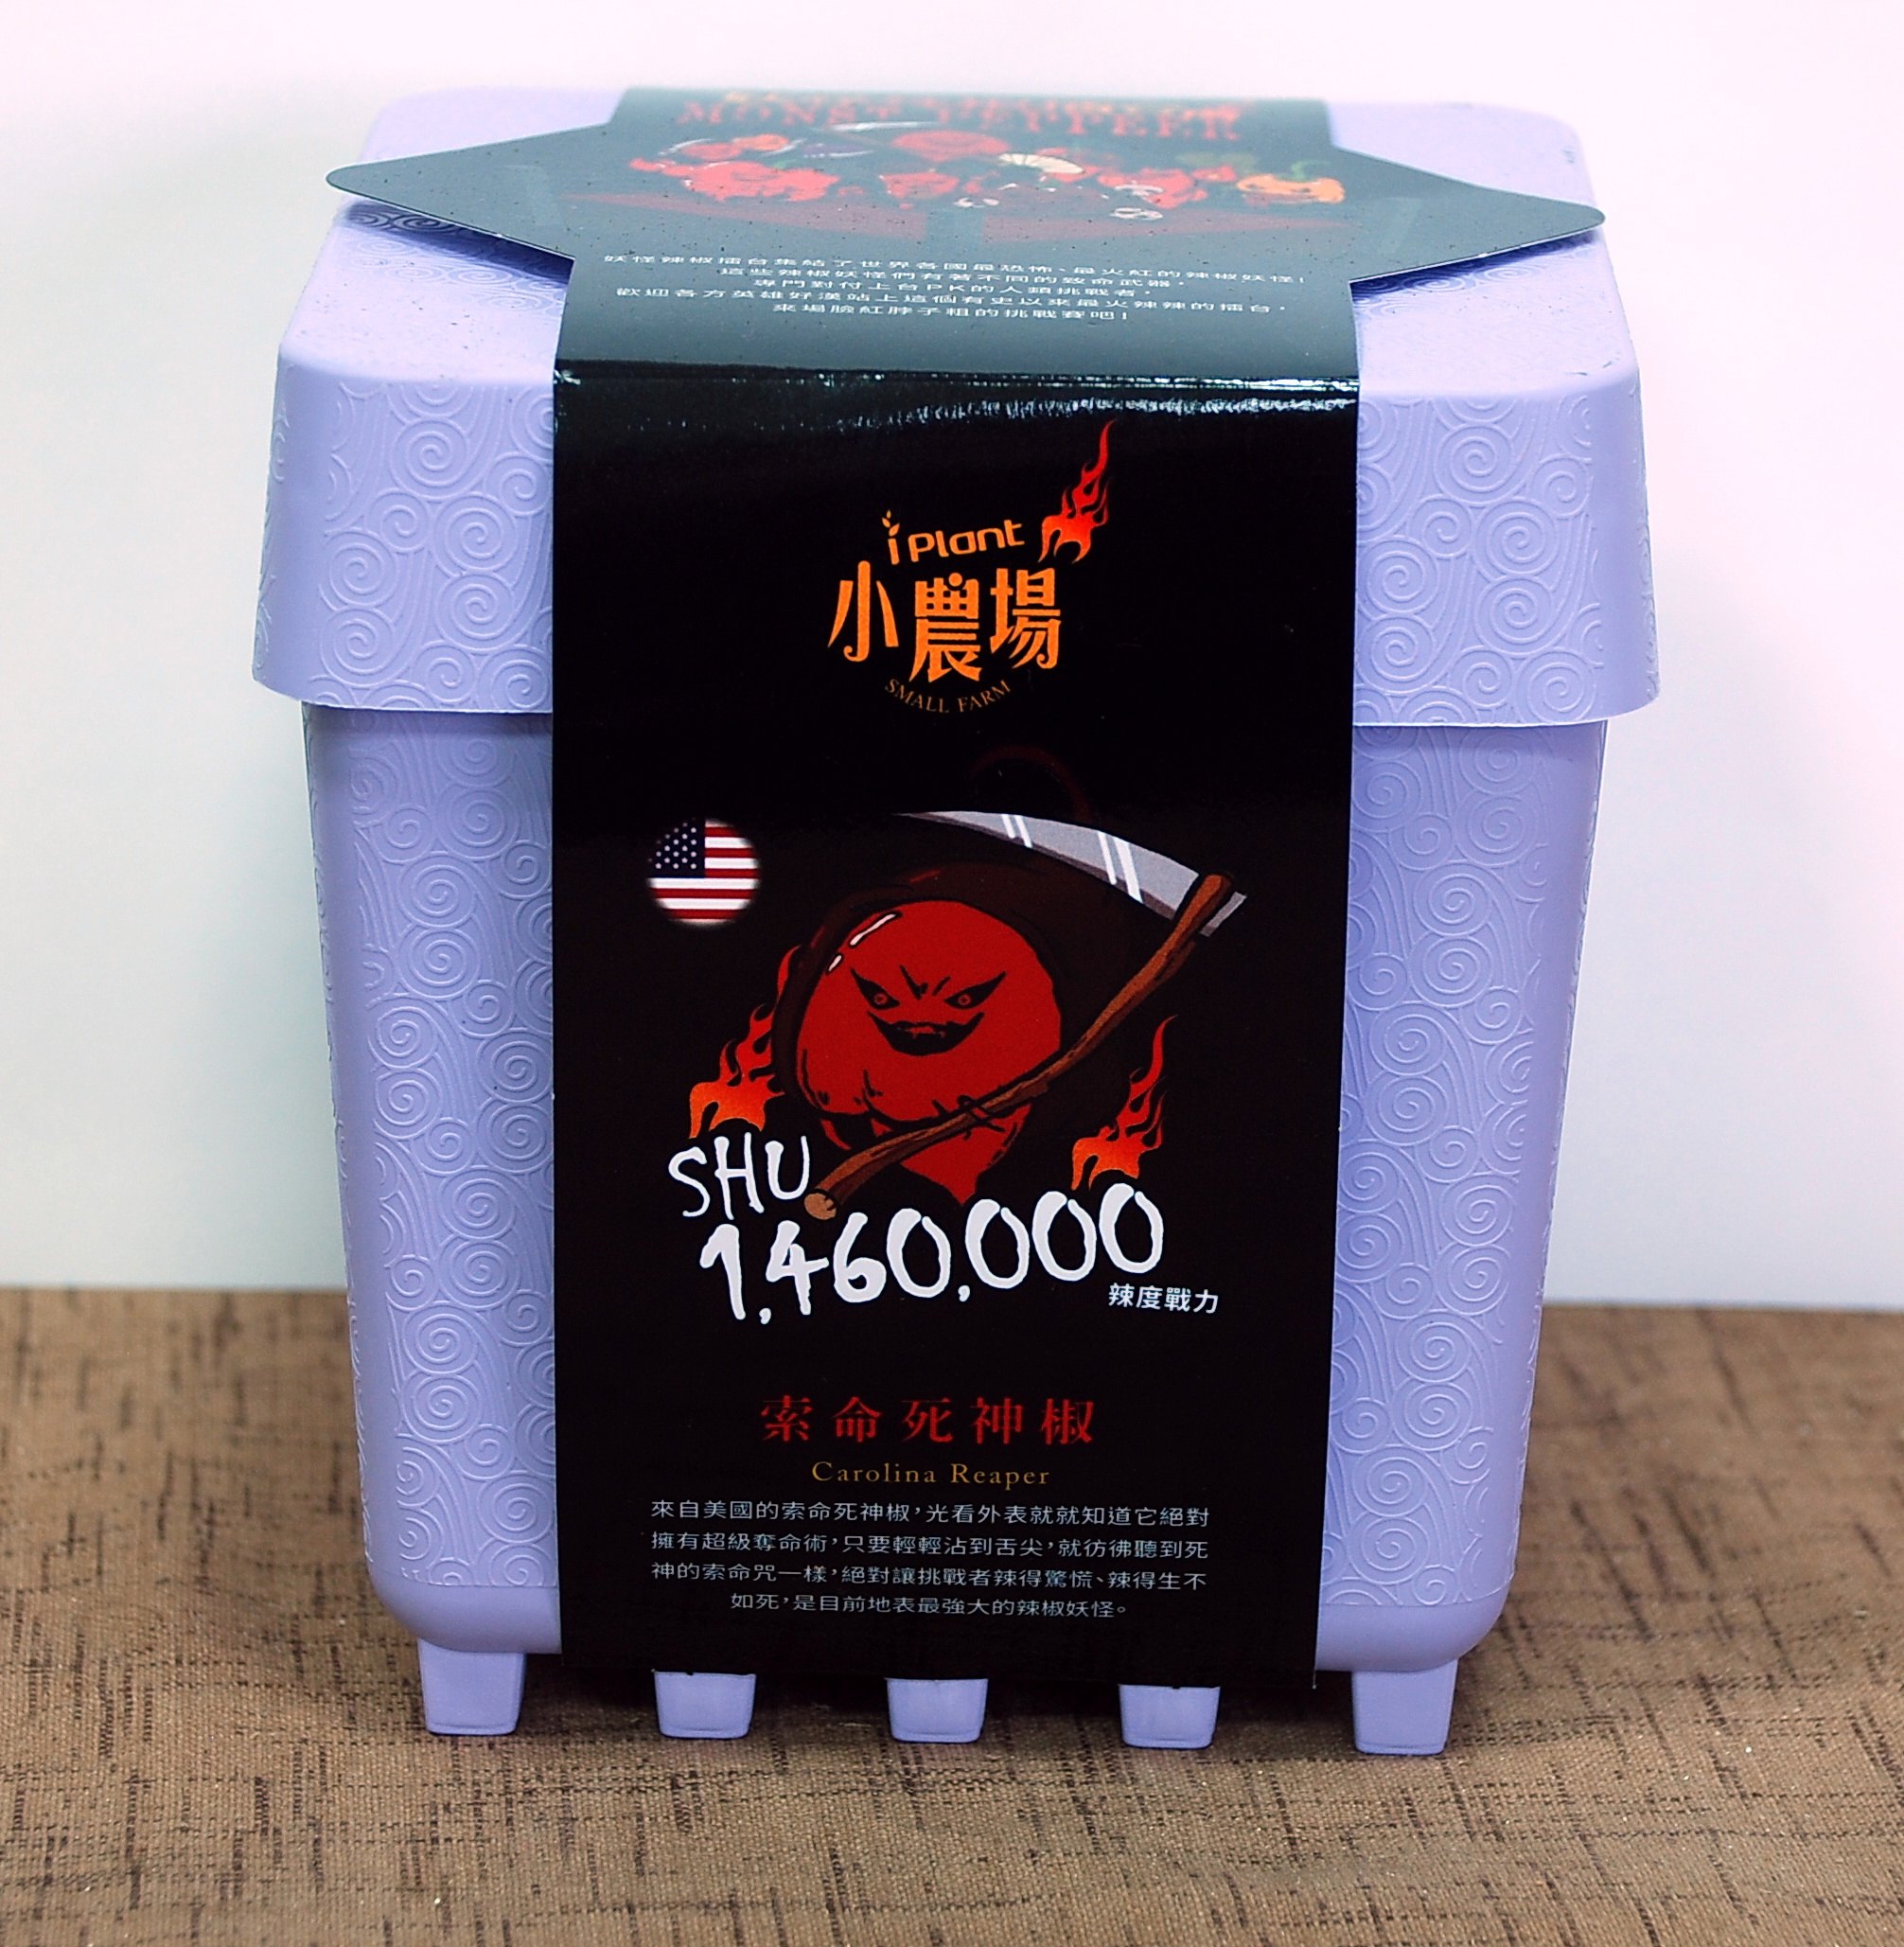 MONST PEPPER
妖怪辣椒擂台集結了世界各國最恐怖、最火紅的辣椒妖怪！
這些辣椒妖怪們有著不同的致命武器，
專門對付上台PK的人類挑戰者，
歡迎各方英雄好漢站上這個有史以來最火辣辣的擂台，
來場臉紅脖子粗的挑戰賽吧！
i Plant
小農場
SMALL FARM
SHU
1,460,000
辣度戰力
索命死神椒
Carolina Reaper
來自美國的索命死神椒，光看外表就就知道它絕對
擁有超級奪命術，只要輕輕沾到舌尖，就彷彿聽到死
神的索命咒一樣，絕對讓挑戰者辣得驚慌、辣得生不
如死，是目前地表最強大的辣椒妖怪。